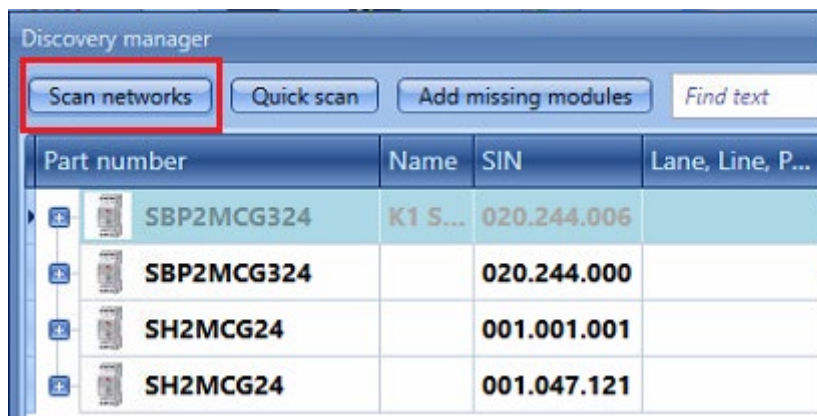 Discovery manager
Scan networks Quick scan Add missing modules Find text
Part number Name SIN Lane, Line, P...
SBP2MCG324 K1 S... 020.244.006
SBP2MCG324 020.244.000
SH2MCG24 001.001.001
SH2MCG24 001.047.121